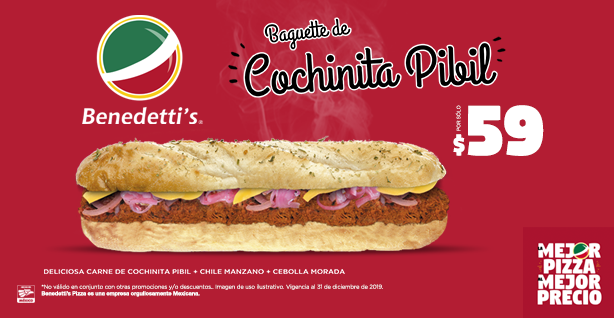 Baguette de
Cochinita Pibil
Benedetti's®
POR SÓLO
$59
DELICIOSA CARNE DE COCHINITA PIBIL + CHILE MANZANO + CEBOLLA MORADA
*No válido en conjunto con otras promociones y/o descuentos.. Imagen de uso ilustrativo. Vigencia al 31 de diciembre de 2019.
Benedetti's Pizza es una empresa orgullosamente Mexicana.
MÉXICO
MEJOR
PIZZA
MEJOR
PRECIO